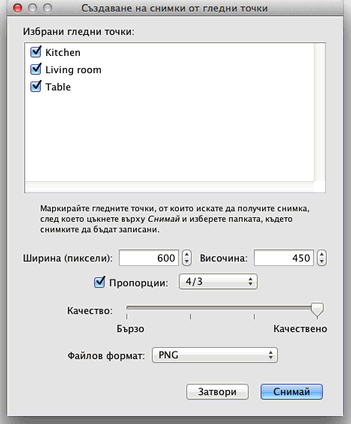 Създаване на снимки от гледни точки
Избрани гледни точки:
Kitchen
Living room
Table
Маркирайте гледните точки, от които искате да получите снимка,
след което цъкнете върху Снимай и изберете папката, където
снимките да бъдат записани.
Ширина (пиксели): 600 Височина: 450
Пропорции: 4/3
Качество:
Бързо Качествено
Файлов формат: PNG
Затвори Снимай